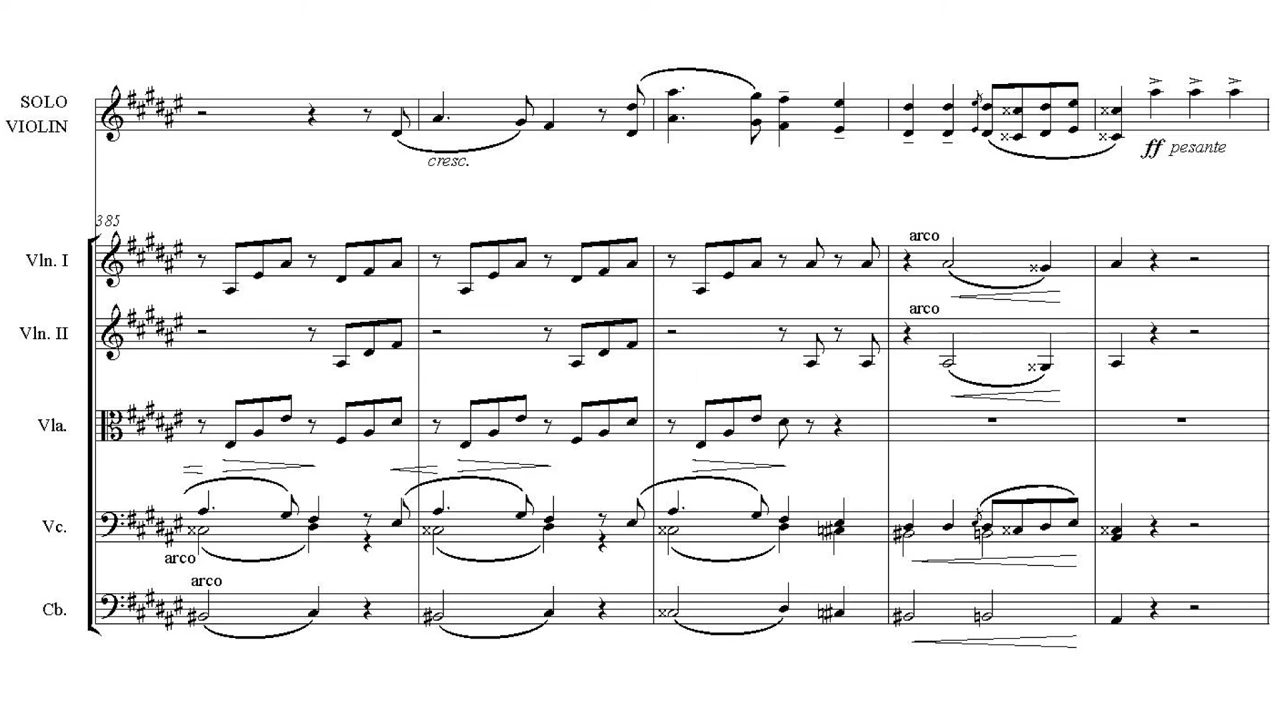 SOLO
VIOLIN
cresc.
ff pesante
385
Vln. I
arco
Vln. II
arco
Vla.
Vc.
arco
arco
Cb.